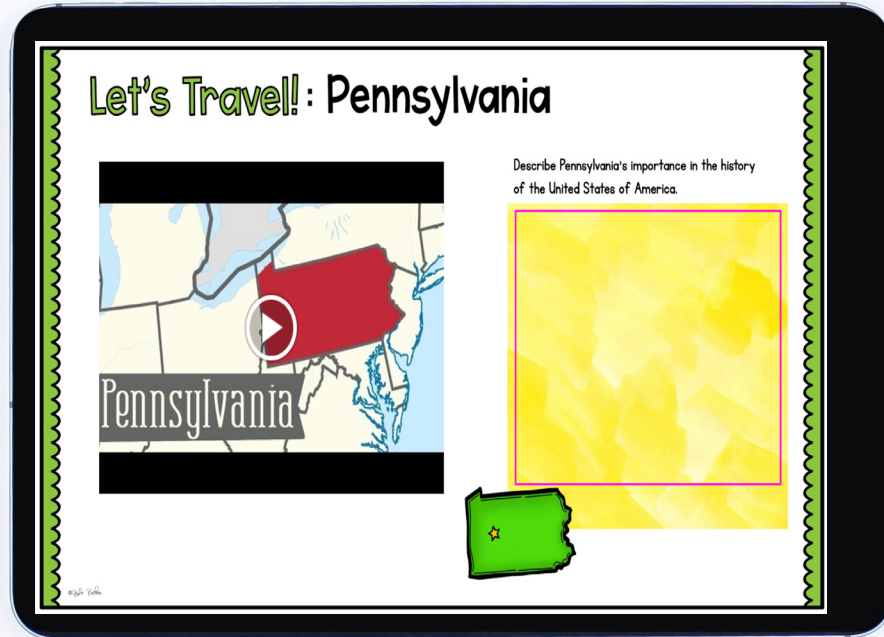 Let's Travel!: Pennsylvania
Describe Pennsylvania's importance in the history
of the United States of America.
Pennsylvania